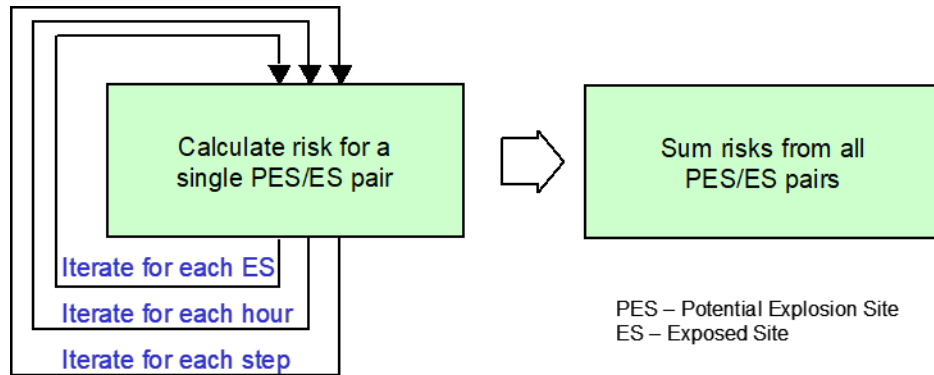 Calculate risk for a
single PES/ES pair
Sum risks from all
PES/ES pairs
Iterate for each ES
Iterate for each hour
Iterate for each step
PES – Potential Explosion Site
ES – Exposed Site